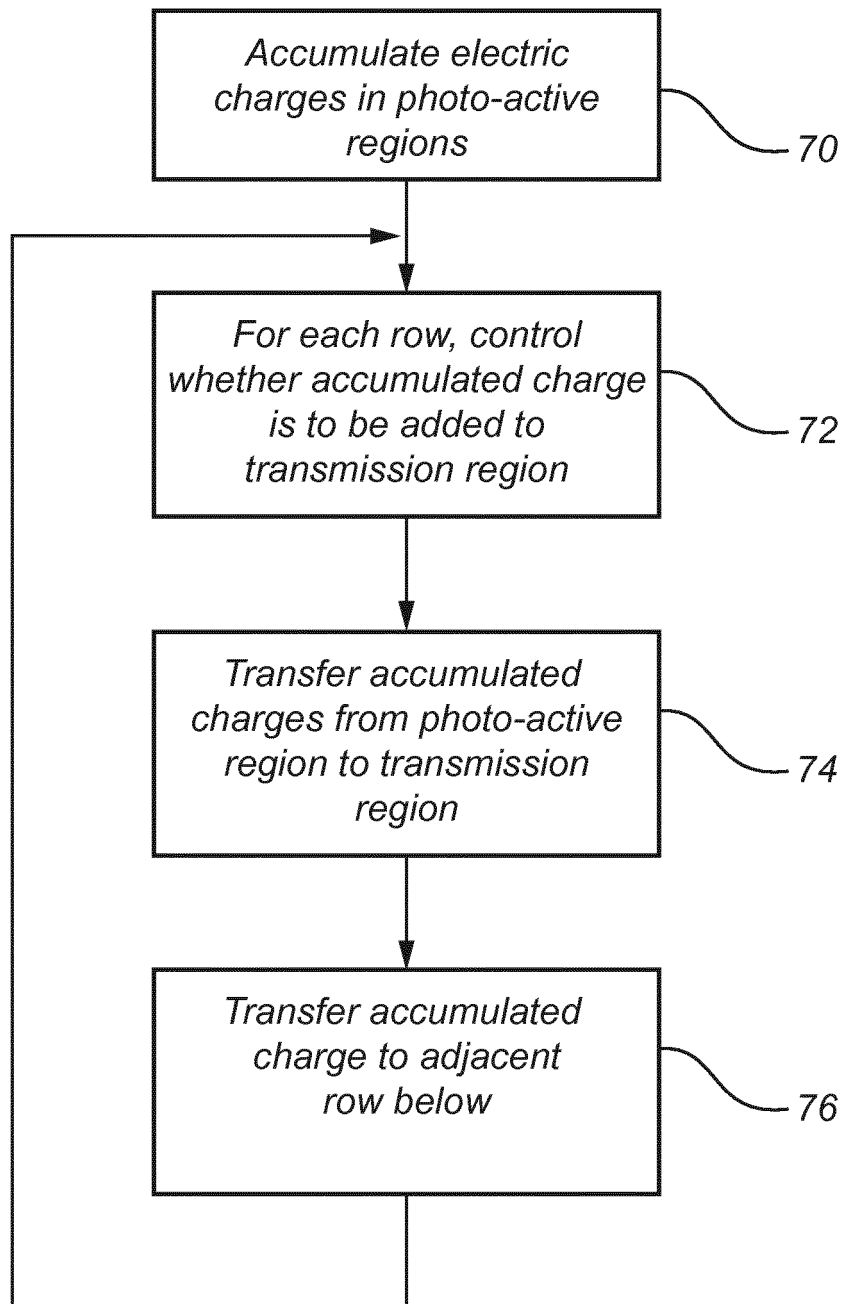 Accumulate electric
charges in photo-active
regions
70
For each row, control
whether accumulated charge
is to be added to
transmission region
72
Transfer accumulated
charges from photo-active
region to transmission
region
74
Transfer accumulated
charge to adjacent
row below
76